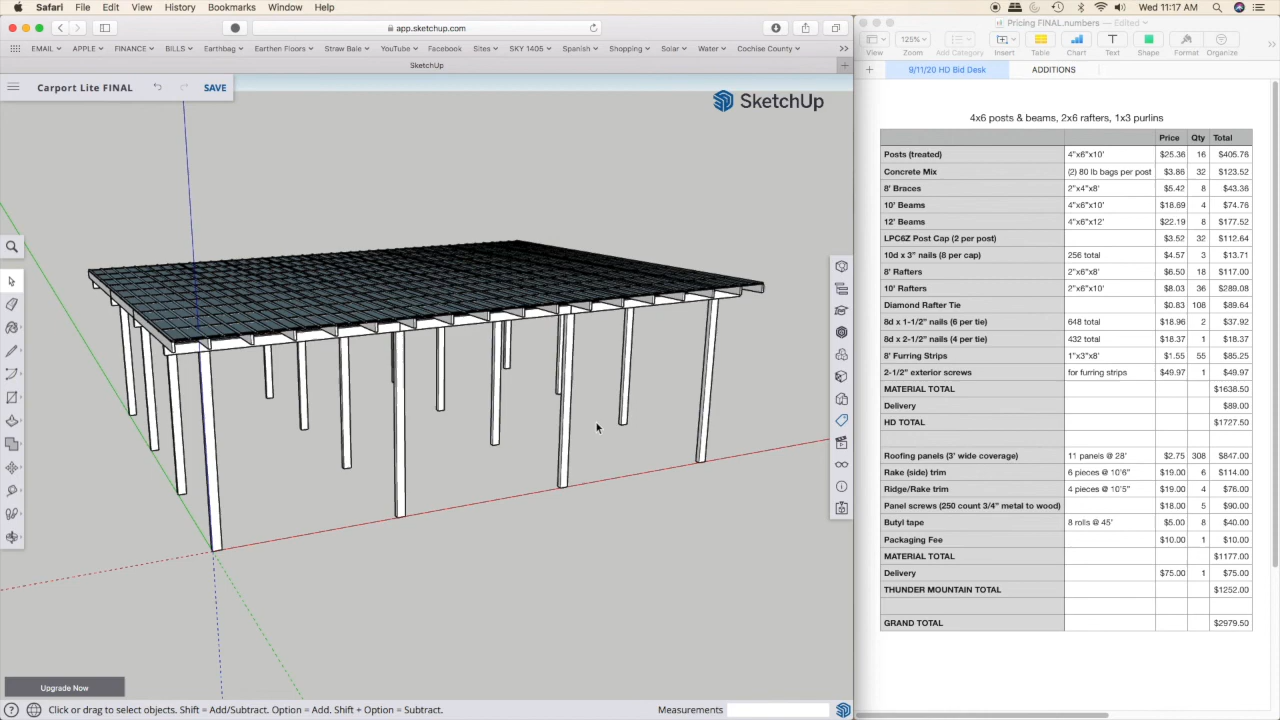 Safari File Edit View History Bookmarks Window Help Wed 11:17 AM
app.sketchup.com
EMAIL APPLE FINANCE BILLS Airbag Earthen Floors Straw Bale YouTube Facebook Sites SKY 1405 Spanish Shopping Solar Water Cochise County
SketchUp
Carport Lite FINAL SAVE
SketchUp
Upgrade Now
Click or drag to select objects. Shift = Add/Subtract. Option = Add. Shift + Option = Subtract. Measurements
Pricing FINAL.numbers — Edited
125%
View Zoom Add Category Insert Table Chart Text Shape Format Organize
9/11/20 HD Bid Desk ADDITIONS
4x6 posts & beams, 2x6 rafters, 1x3 purlins
Price Qty Total
Posts (treated) 4"x6"x10' $25.36 16 $405.76
Concrete Mix (2) 80 lb bags per post $3.86 32 $123.52
8' Braces 2"x4"x8' $5.42 8 $43.36
10' Beams 4"x6"x10' $18.69 4 $74.76
12' Beams 4"x6"x12' $22.19 8 $177.52
LPC6Z Post Cap (2 per post) $3.52 32 $112.64
10d x 3" nails (8 per cap) 256 total $4.57 3 $13.71
8' Rafters 2"x6"x8' $6.50 18 $117.00
10' Rafters 2"x6"x10' $8.03 36 $289.08
Diamond Rafter Tie $0.83 108 $89.64
8d x 1-1/2" nails (6 per tie) 648 total $18.96 2 $37.92
8d x 2-1/2" nails (4 per tie) 432 total $18.37 1 $18.37
8' Furring Strips 1"x3"x8' $1.55 55 $85.25
2-1/2" exterior screws for furring strips $49.97 1 $49.97
MATERIAL TOTAL $1638.50
Delivery $89.00
HD TOTAL $1727.50
Roofing panels (3' wide coverage) 11 panels @ 28' $2.75 308 $847.00
Rake (side) trim 6 pieces @ 10'6" $19.00 6 $114.00
Ridge/Rake trim 4 pieces @ 10'5" $19.00 4 $76.00
Panel screws (250 count 3/4" metal to wood) $18.00 5 $90.00
Butyl tape 8 rolls @ 45' $5.00 8 $40.00
Packaging Fee $10.00 1 $10.00
MATERIAL TOTAL $1177.00
Delivery $75.00 1 $75.00
THUNDER MOUNTAIN TOTAL $1252.00
GRAND TOTAL $2979.50